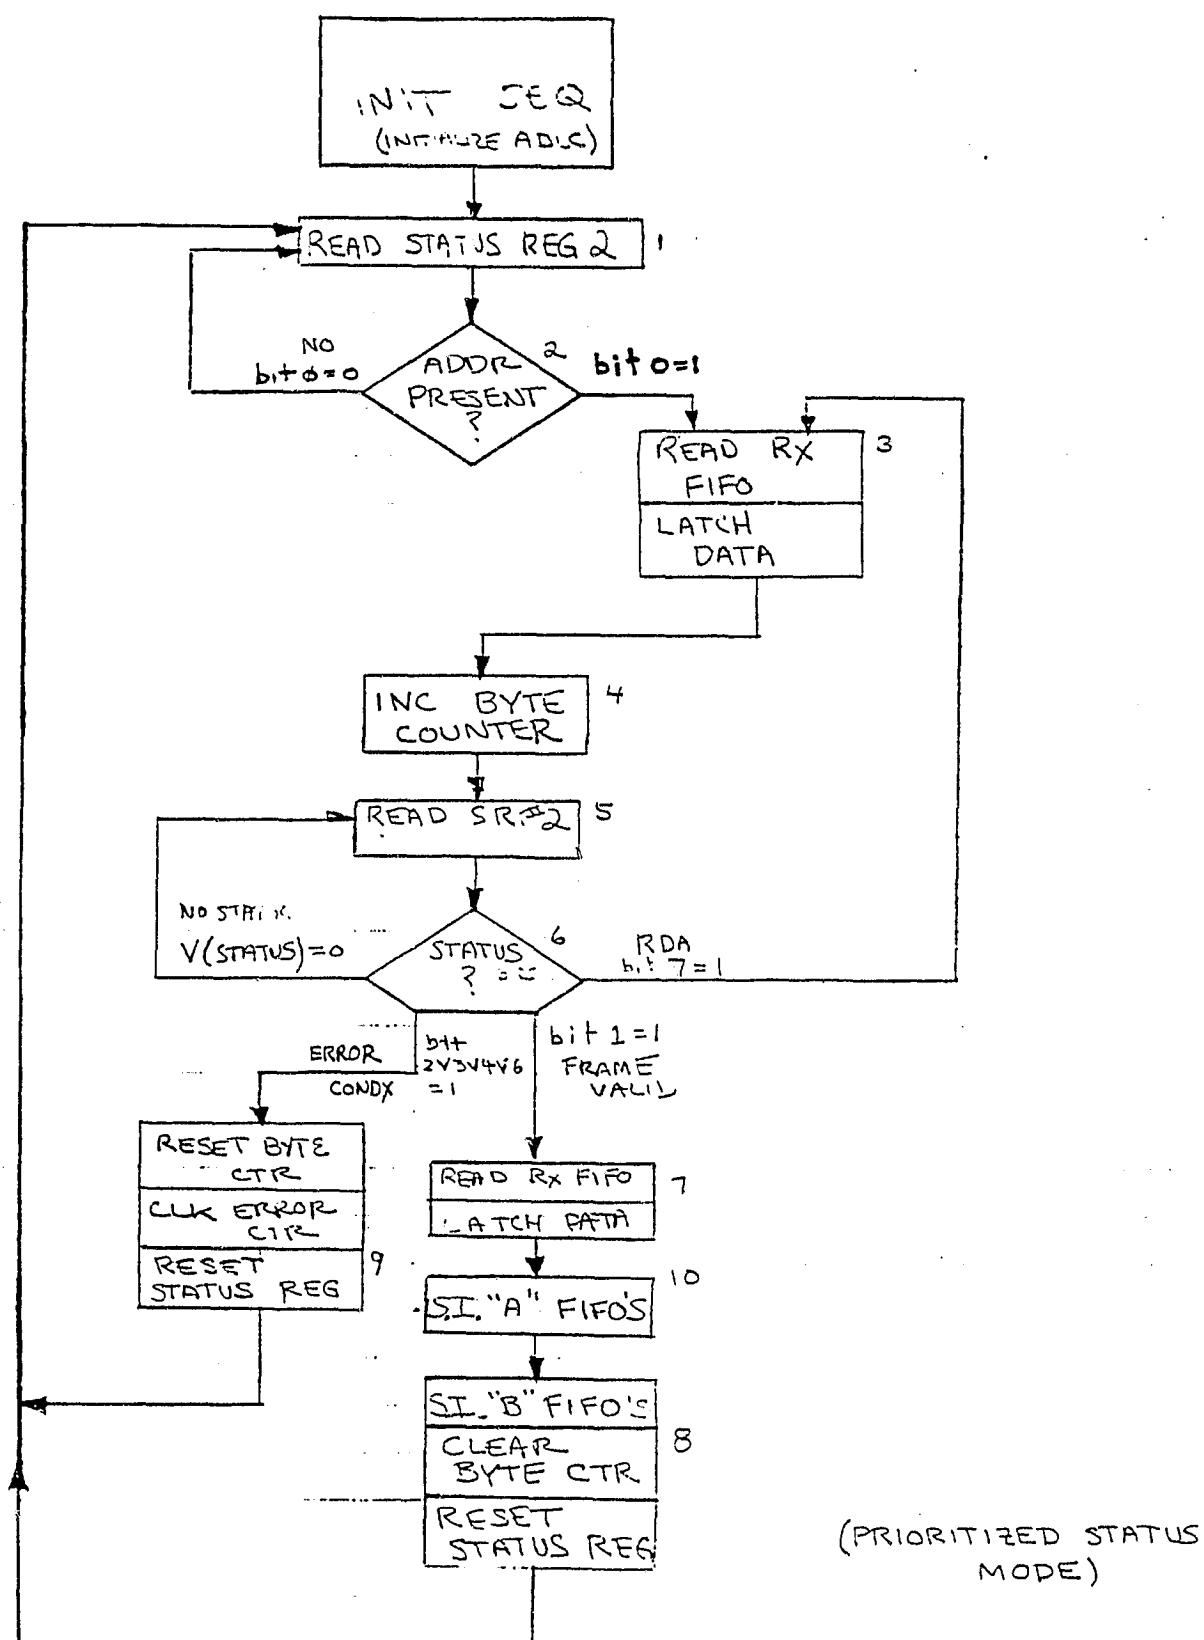 INIT SEQ
(INITIALIZE ADLC)
READ STATUS REG 2
1
NO
bit ø=0
ADDR
PRESENT
?
2
bit 0=1
READ RX
FIFO
3
LATCH
DATA
INC BYTE
COUNTER
4
READ SR.#2
5
NO
V(STATUS)=0
STATUS
?
6
RDA
bit 7=1
ERROR
CONDX
bit
2V3V4V6
=1
bit 1=1
FRAME
VALID
RESET BYTE
CTR
CLK ERROR
CTR
RESET
STATUS REG
9
READ RX FIFO
7
LATCH DATA
10
S.I. "A" FIFO'S
S.I. "B" FIFO'S
CLEAR
BYTE CTR
8
RESET
STATUS REG
(PRIORITIZED STATUS
MODE)